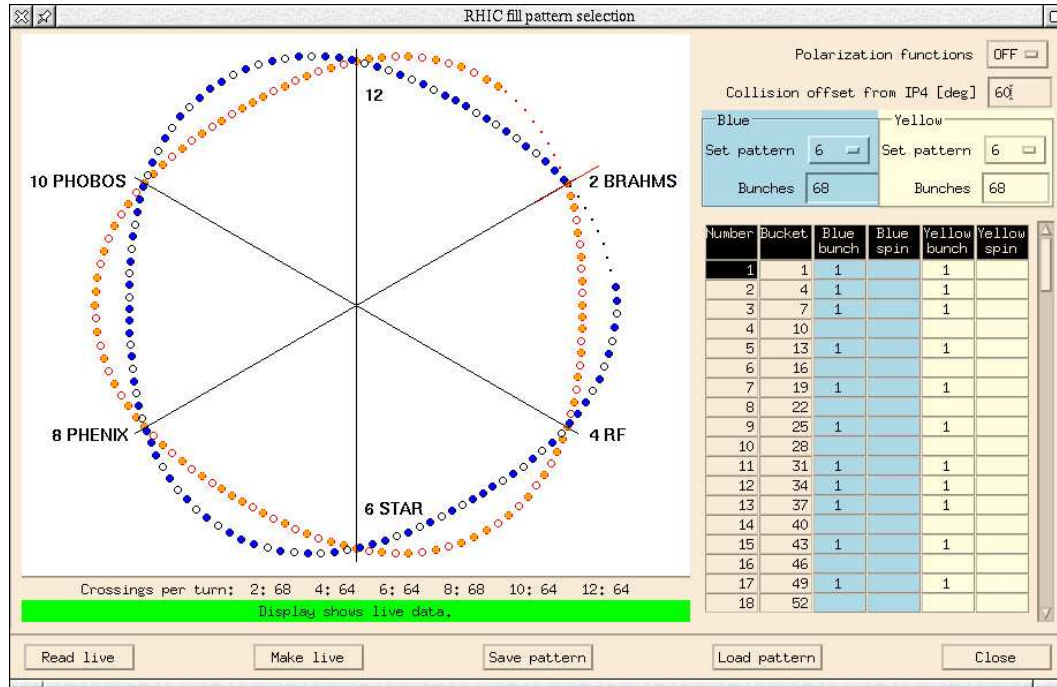 RHIC fill pattern selection
12
10 PHOBOS
2 BRAHMS
8 PHENIX
4 RF
6 STAR
Crossings per turn: 2: 68 4: 64 6: 64 8: 68 10: 64 12: 64
Display shows live data.
Polarization functions OFF
Collision offset from IP4 [deg] 60
Blue Yellow
Set pattern 6 Set pattern 6
Bunches 68 Bunches 68
Number Bucket Blue bunch Blue spin Yellow bunch Yellow spin
1 1 1 1
2 4 1 1
3 7 1 1
4 10
5 13 1 1
6 16
7 19 1 1
8 22
9 25 1 1
10 28
11 31 1 1
12 34 1 1
13 37 1 1
14 40
15 43 1 1
16 46
17 49 1 1
18 52
Read live Make live Save pattern Load pattern Close